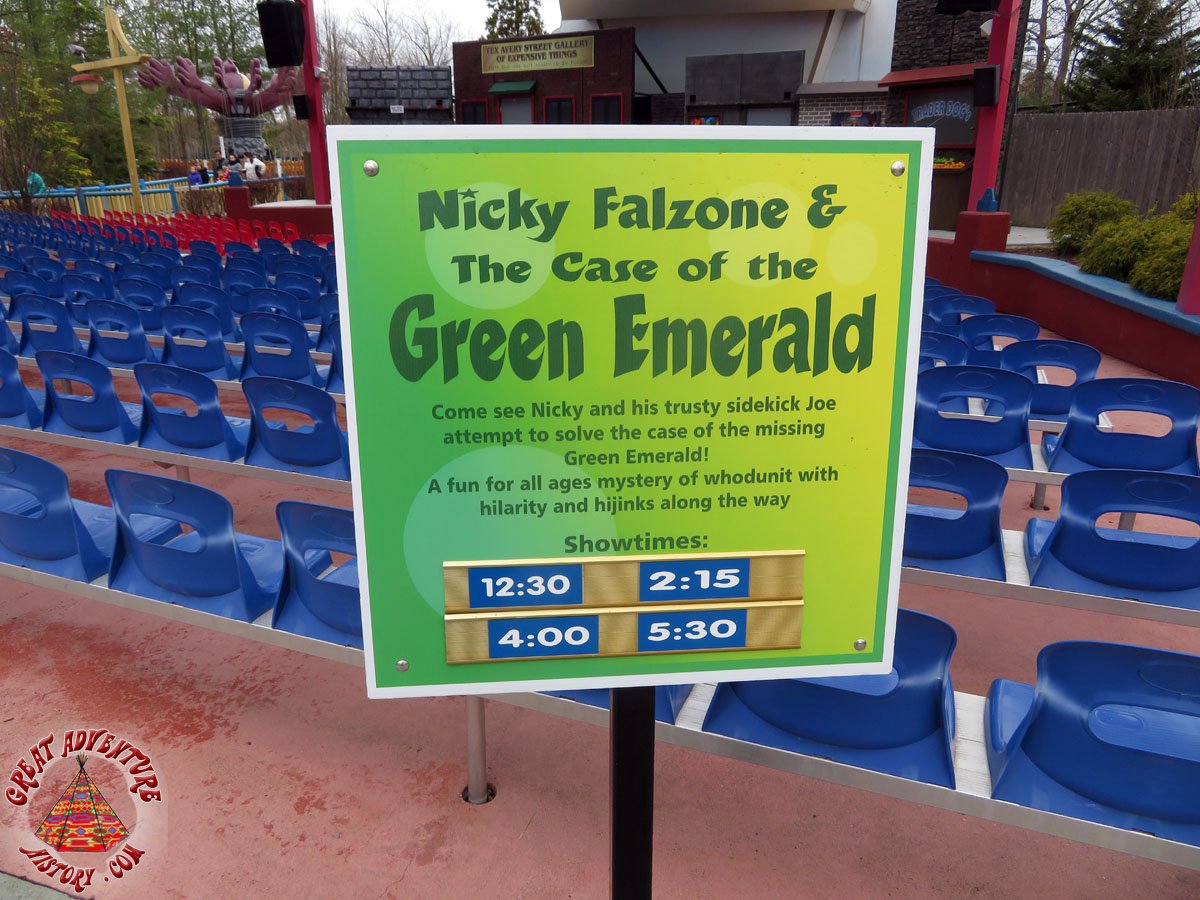 TEX AVERY STREET GALLERY
OF EXPENSIVE THINGS
TRADER DOC's
Nicky Falzone &
The Case of the
Green Emerald
Come see Nicky and his trusty sidekick Joe
attempt to solve the case of the missing
Green Emerald!
A fun for all ages mystery of whodunit with
hilarity and hijinks along the way
Showtimes:
12:30 2:15
4:00 5:30
GREAT ADVENTURE
HISTORY.COM